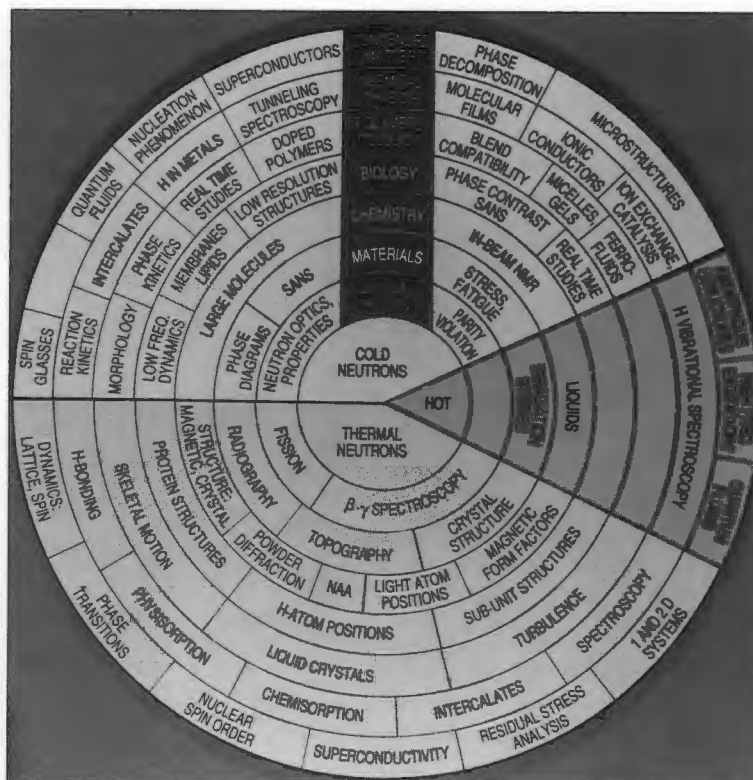 SUPERCONDUCTORS
NUCLEATION
PHENOMENON
QUANTUM
FLUIDS
SPIN
GLASSES
TUNNELING
SPECTROSCOPY
H IN METALS
INTERCALATES
REACTION
KINETICS
DOPED
POLYMERS
REAL TIME
STUDIES
PHASE
KINETICS
MORPHOLOGY
LOW RESOLUTION
STRUCTURES
MEMBRANES
LIPIDS
LOW FREQ.
DYNAMICS
LARGE MOLECULES
SANS
PHASE
DIAGRAMS
NEUTRON OPTICS,
PROPERTIES
BIOLOGY
CHEMISTRY
MATERIALS
COLD
NEUTRONS
PHASE
DECOMPOSITION
MICROSTRUCTURES
MOLECULAR
FILMS
IONIC
CONDUCTORS
ION EXCHANGE,
CATALYSIS
BLEND
COMPATIBILITY
MICELLES
GELS
FERRO-
FLUIDS
PHASE CONTRAST
SANS
REAL TIME
STUDIES
IN-BEAM NMR
STRESS
FATIGUE
PARITY
VIOLATION
HOT
LIQUIDS
H VIBRATIONAL SPECTROSCOPY
THERMAL
NEUTRONS
FISSION
β-γ SPECTROSCOPY
RADIOGRAPHY
TOPOGRAPHY
CRYSTAL
STRUCTURE
STRUCTURE:
MAGNETIC, CRYSTAL
POWDER
DIFFRACTION
NAA
LIGHT ATOM
POSITIONS
MAGNETIC
FORM FACTORS
PROTEIN STRUCTURES
H-ATOM POSITIONS
SUB-UNIT STRUCTURES
SKELETAL MOTION
LIQUID CRYSTALS
TURBULENCE
H-BONDING
PHYSISORPTION
CHEMISORPTION
INTERCALATES
SPECTROSCOPY
DYNAMICS:
LATTICE, SPIN
PHASE
TRANSITIONS
NUCLEAR
SPIN ORDER
SUPERCONDUCTIVITY
RESIDUAL STRESS
ANALYSIS
1 AND 2 D
SYSTEMS